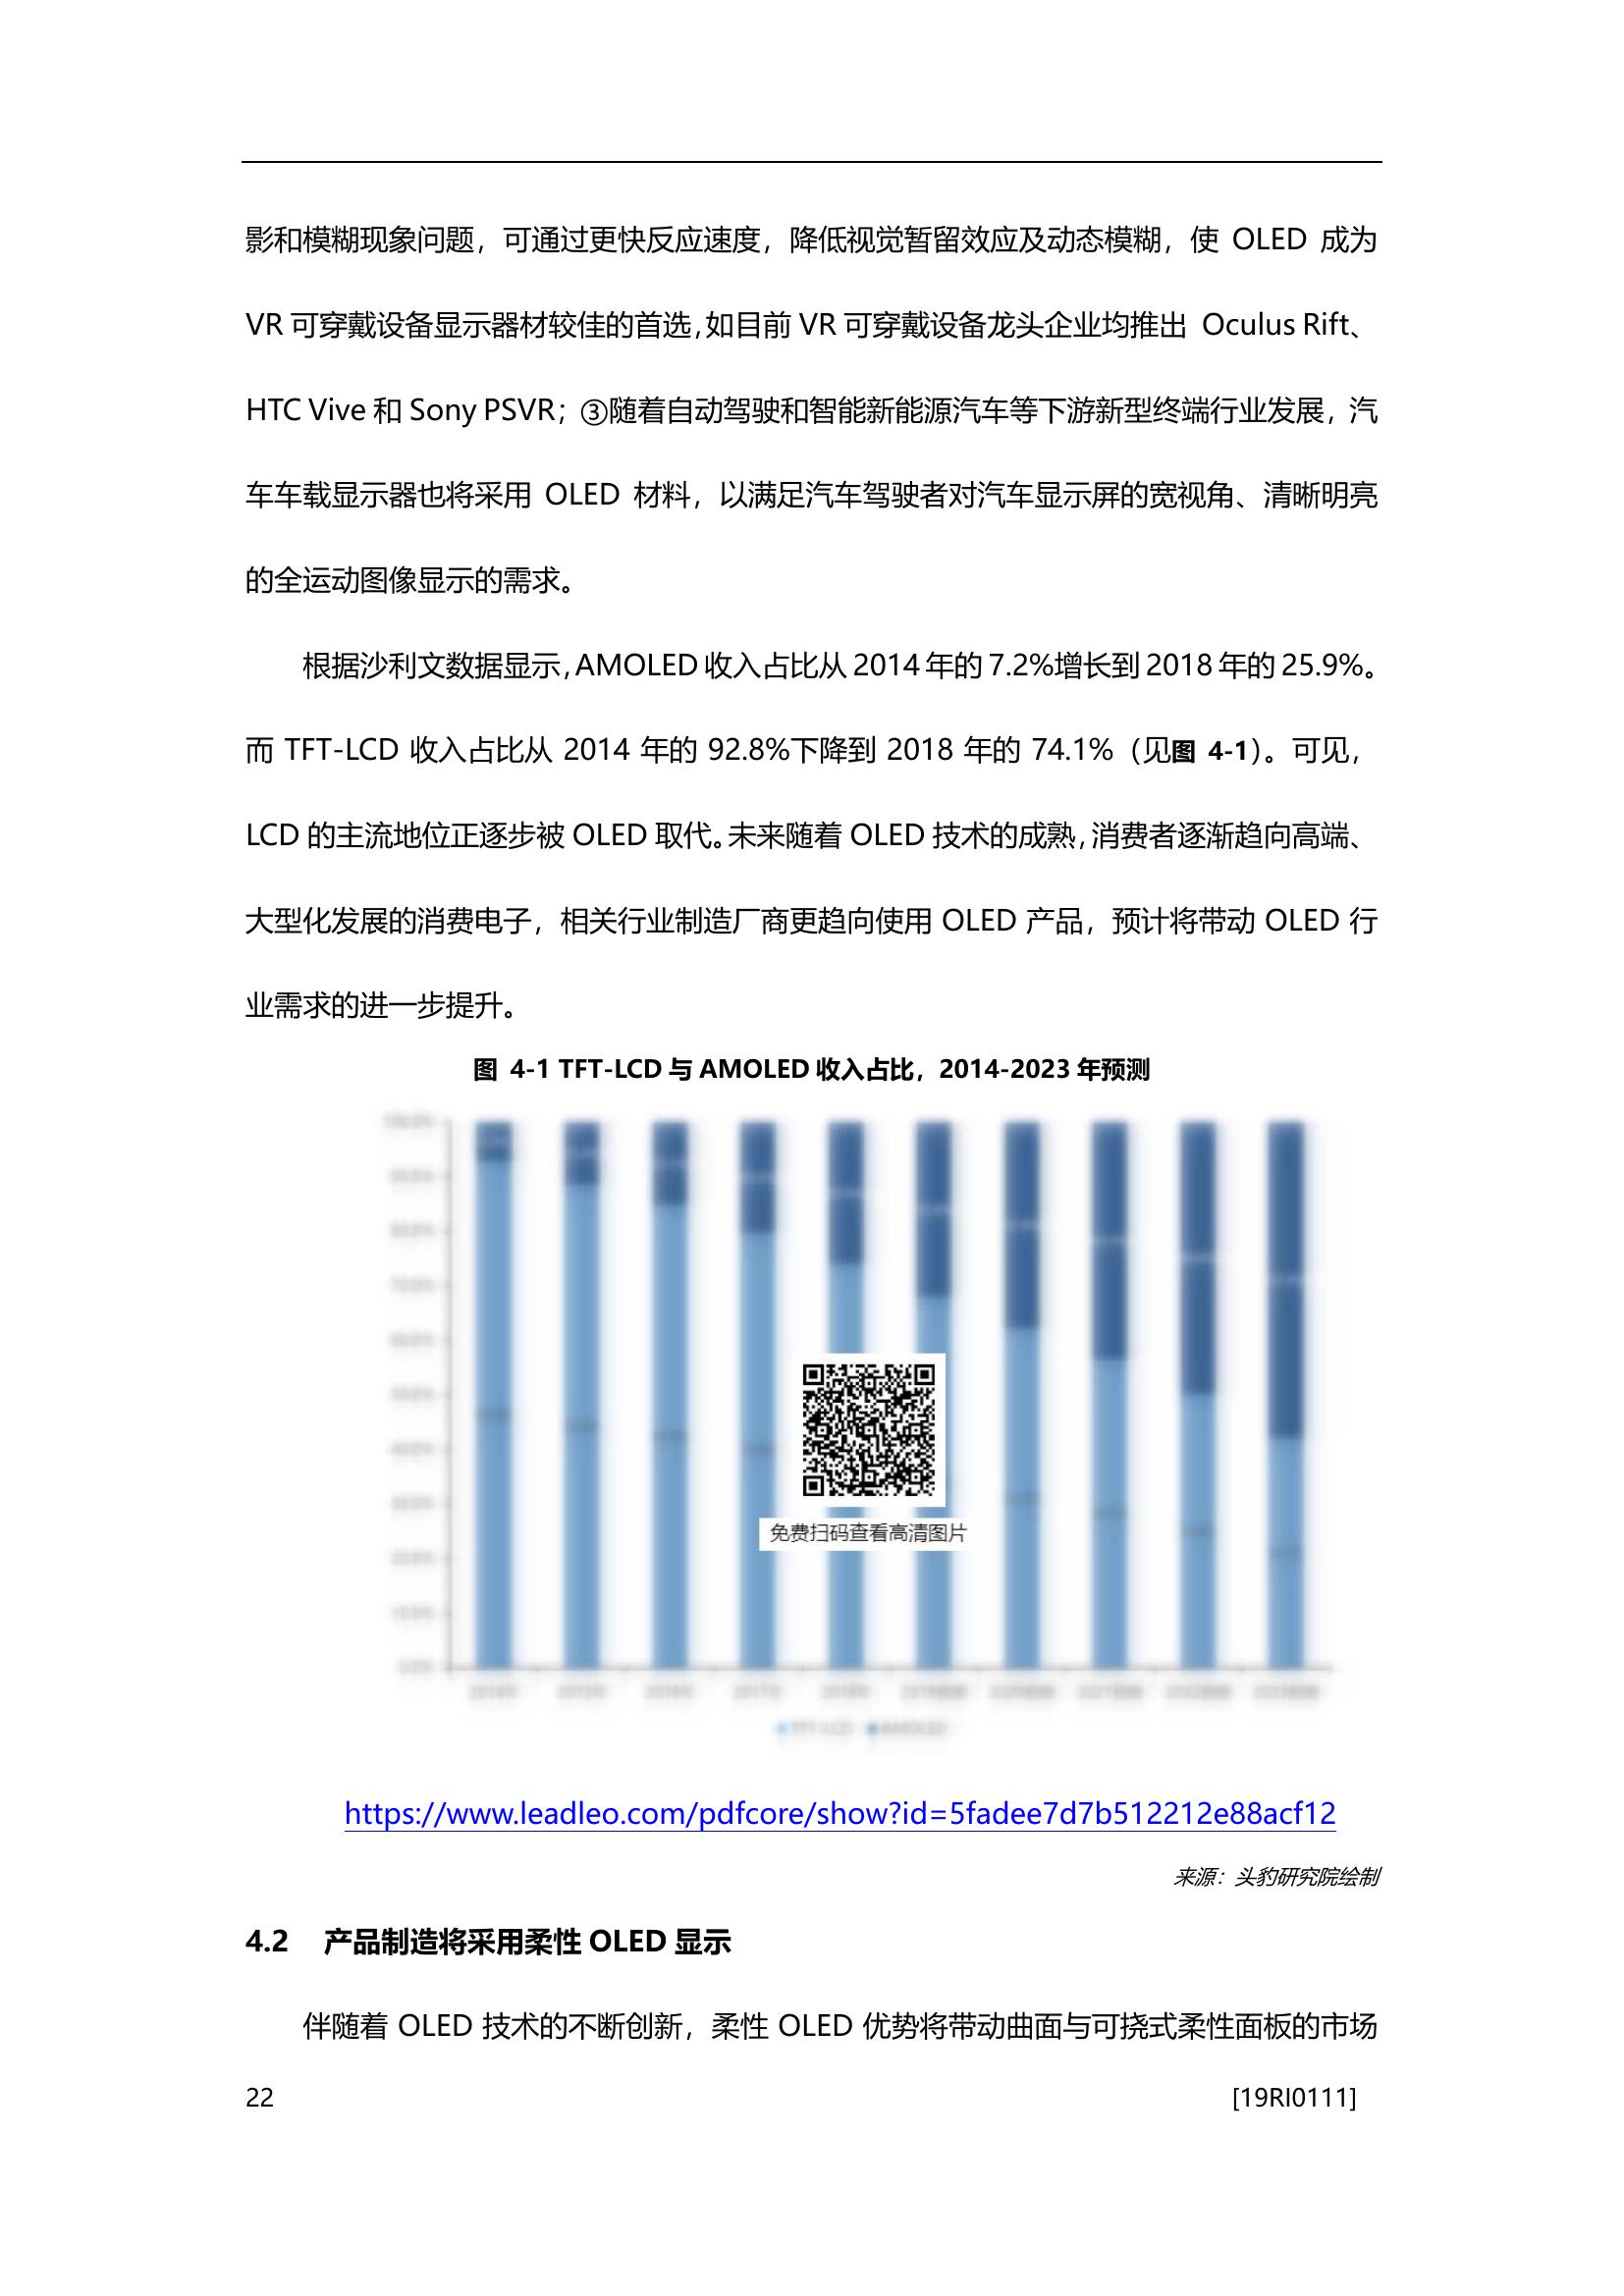 影和模糊现象问题，可通过更快反应速度，降低视觉暂留效应及动态模糊，使 OLED 成为
VR 可穿戴设备显示器材较佳的首选，如目前 VR 可穿戴设备龙头企业均推出 Oculus Rift、
HTC Vive 和 Sony PSVR；③随着自动驾驶和智能新能源汽车等下游新型终端行业发展，汽
车车载显示器也将采用 OLED 材料，以满足汽车驾驶者对汽车显示屏的宽视角、清晰明亮
的全运动图像显示的需求。
根据沙利文数据显示，AMOLED 收入占比从 2014 年的 7.2%增长到 2018 年的 25.9%。
而 TFT-LCD 收入占比从 2014 年的 92.8%下降到 2018 年的 74.1%（见图 4-1）。可见，
LCD 的主流地位正逐步被 OLED 取代。未来随着 OLED 技术的成熟，消费者逐渐趋向高端、
大型化发展的消费电子，相关行业制造厂商更趋向使用 OLED 产品，预计将带动 OLED 行
业需求的进一步提升。
图 4-1 TFT-LCD 与 AMOLED 收入占比，2014-2023 年预测
免费扫码查看高清图片
https://www.leadleo.com/pdfcore/show?id=5fadee7d7b512212e88acf12
来源：头豹研究院绘制
4.2 产品制造将采用柔性 OLED 显示
伴随着 OLED 技术的不断创新，柔性 OLED 优势将带动曲面与可挠式柔性面板的市场
22 [19RI0111]